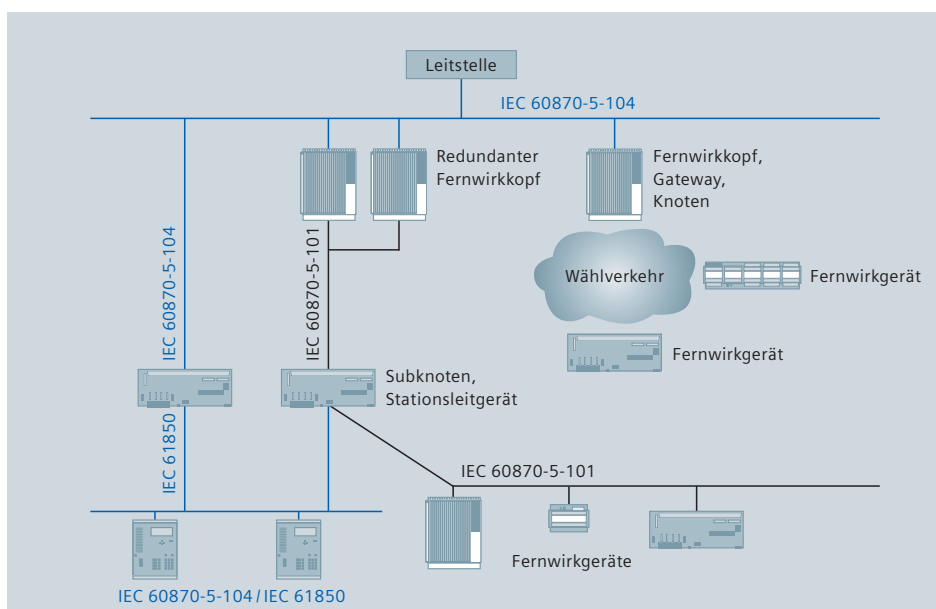 Leitstelle
IEC 60870-5-104
Redundanter
Fernwirkkopf
Fernwirkkopf,
Gateway,
Knoten
IEC 60870-5-104
IEC 60870-5-101
Wählverkehr
Fernwirkgerät
Fernwirkgerät
Subknoten,
Stationsleitgerät
IEC 61850
IEC 60870-5-101
Fernwirkgeräte
IEC 60870-5-104 / IEC 61850